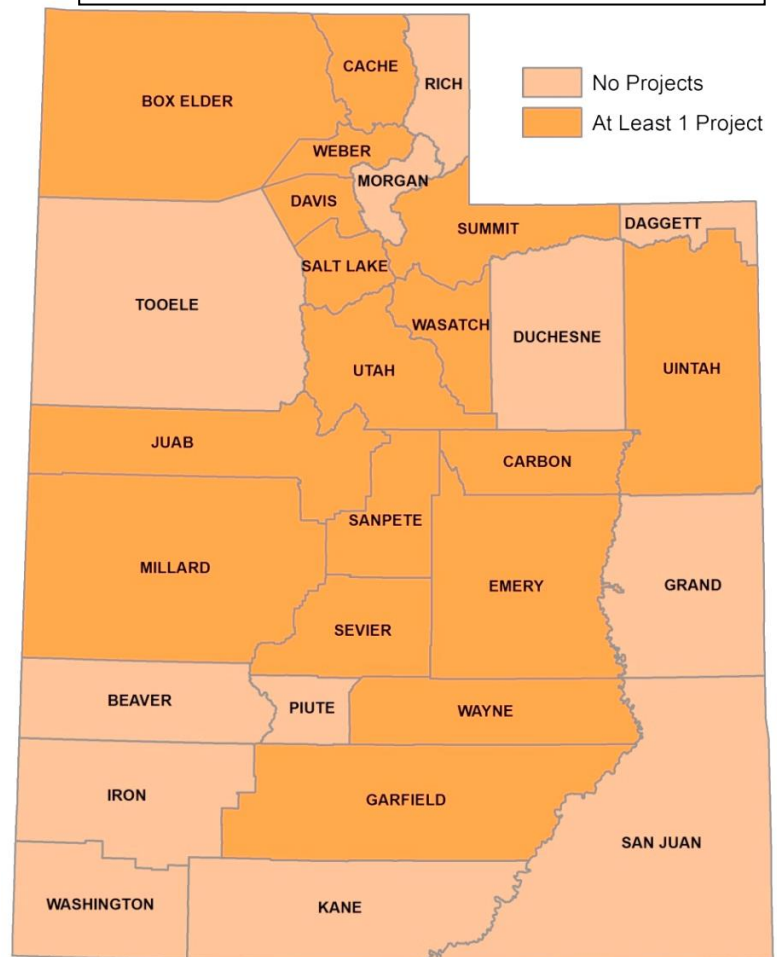 CACHE
RICH
No Projects
BOX ELDER
At Least 1 Project
WEBER
MORGAN
DAVIS
SUMMIT
DAGGETT
SALT LAKE
TOOELE
WASATCH
DUCHESNE
UTAH
UINTAH
JUAB
CARBON
SANPETE
MILLARD
EMERY
GRAND
SEVIER
BEAVER
PIUTE
WAYNE
IRON
GARFIELD
SAN JUAN
WASHINGTON
KANE